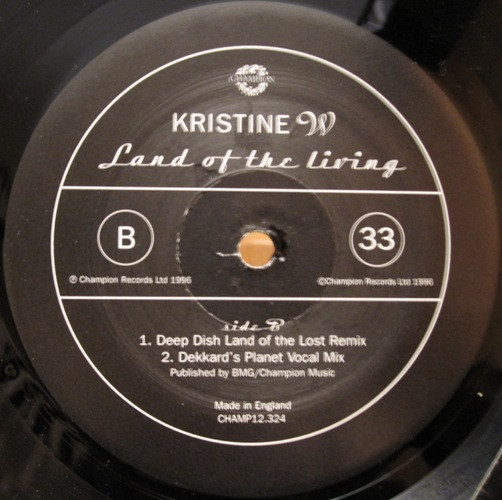 CHAMPION
KRISTINE W
Land of the living
B
33
℗ Champion Records Ltd 1996
© Champion Records Ltd 1996
side B
1. Deep Dish Land of the Lost Remix
2. Dekkard's Planet Vocal Mix
Published by BMG/Champion Music
Made in England
CHAMP12.324